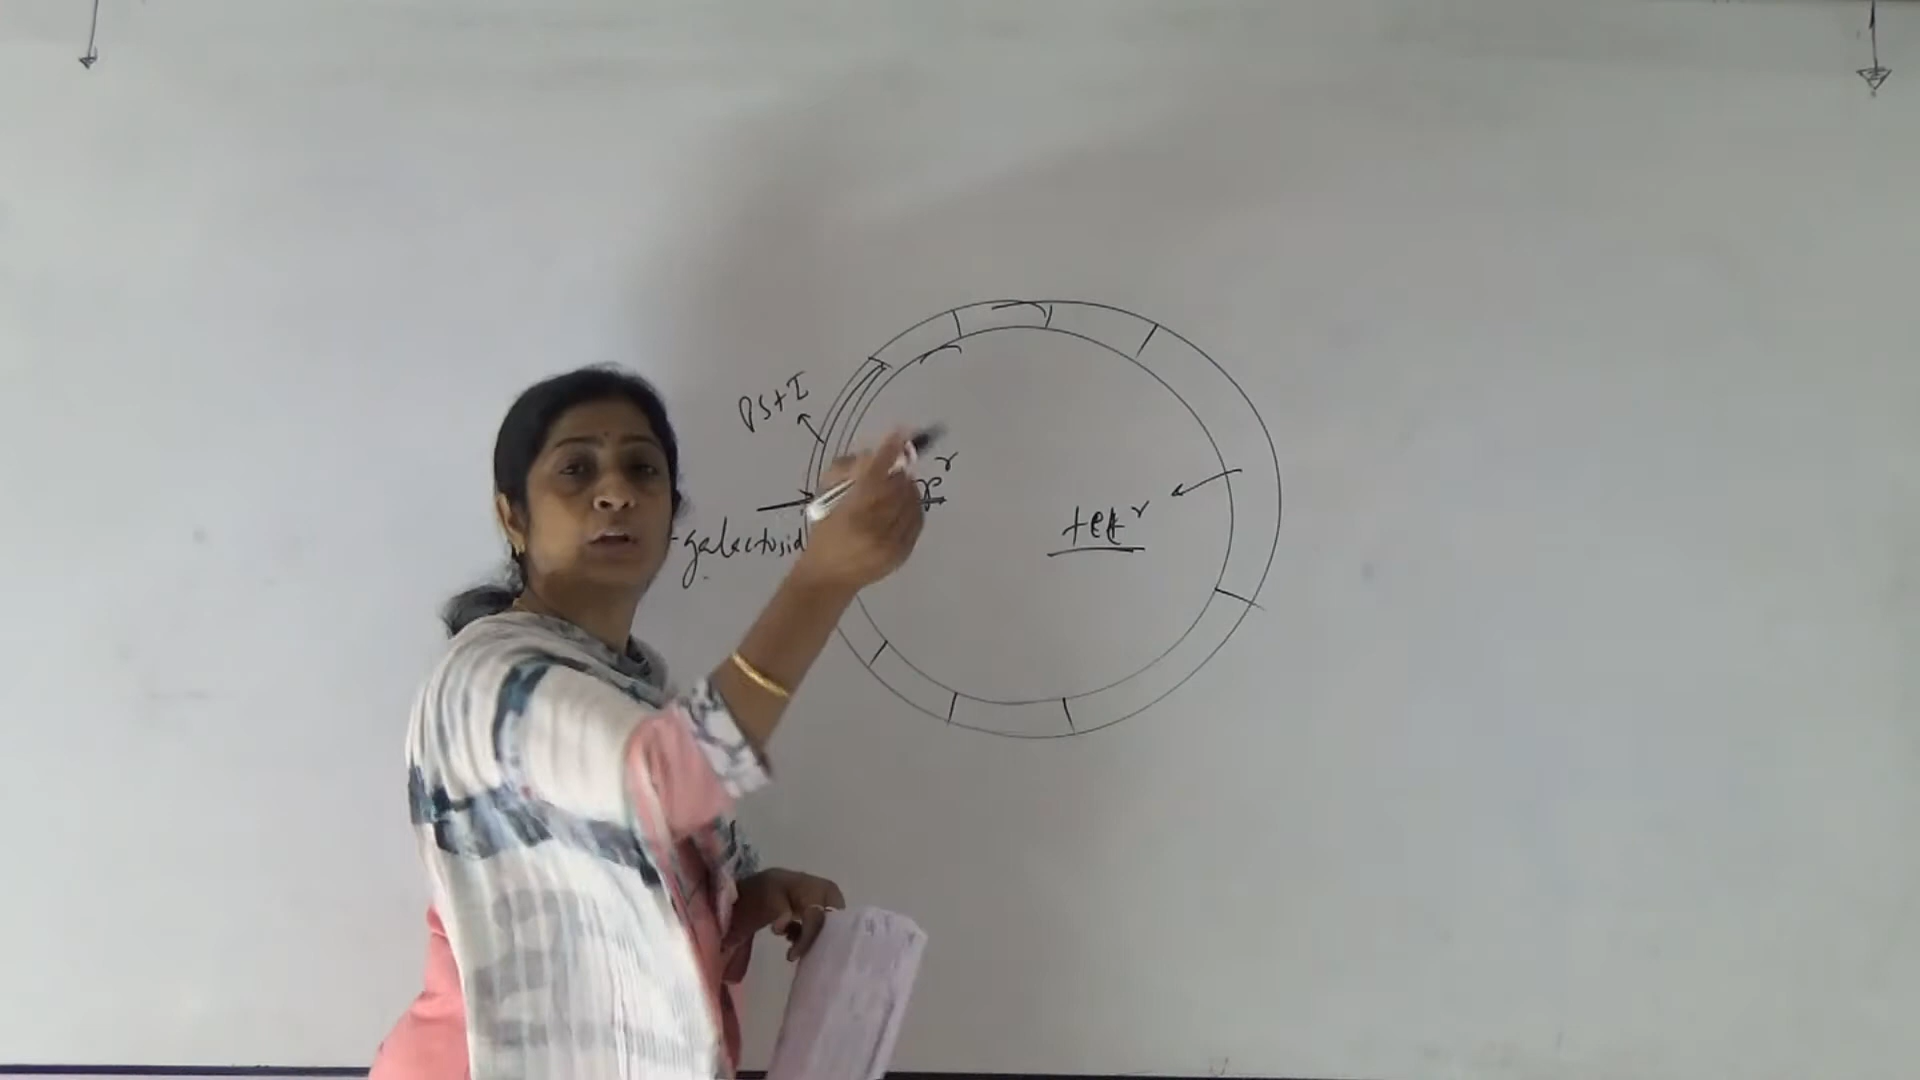 PstI
-galactosid
tet r